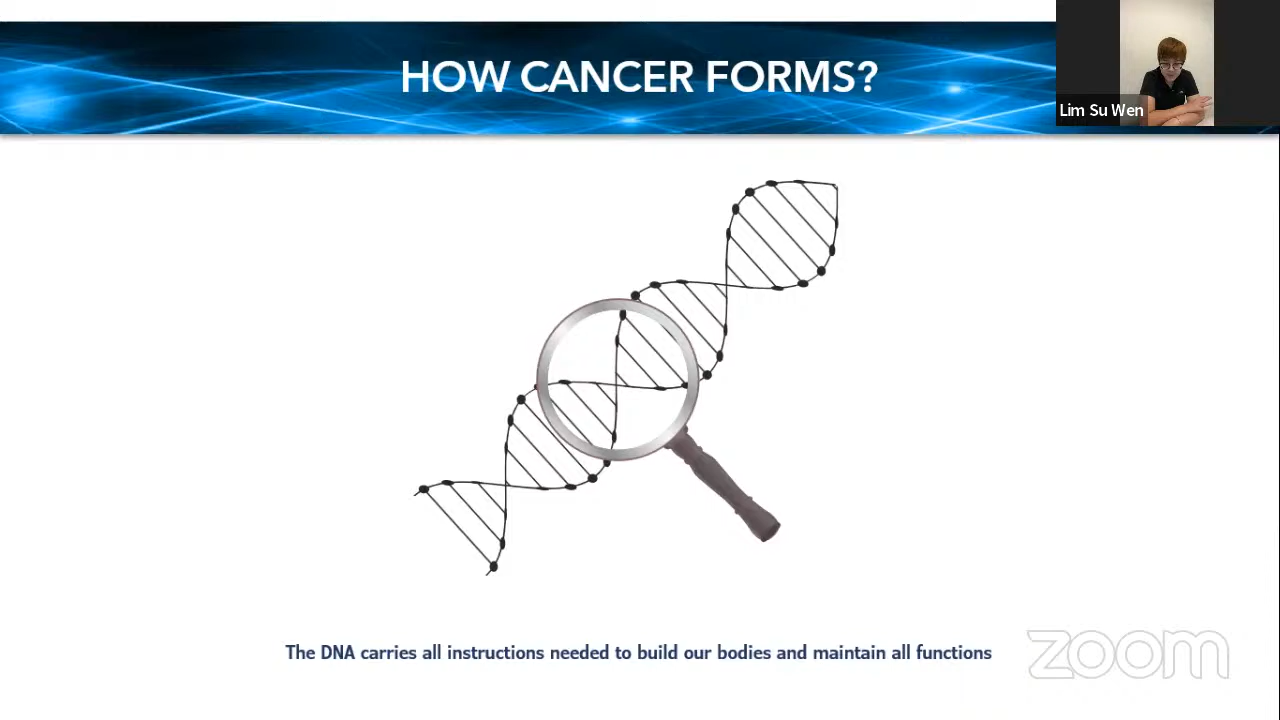 HOW CANCER FORMS?
Lim Su Wen
The DNA carries all instructions needed to build our bodies and maintain all functions
zoom